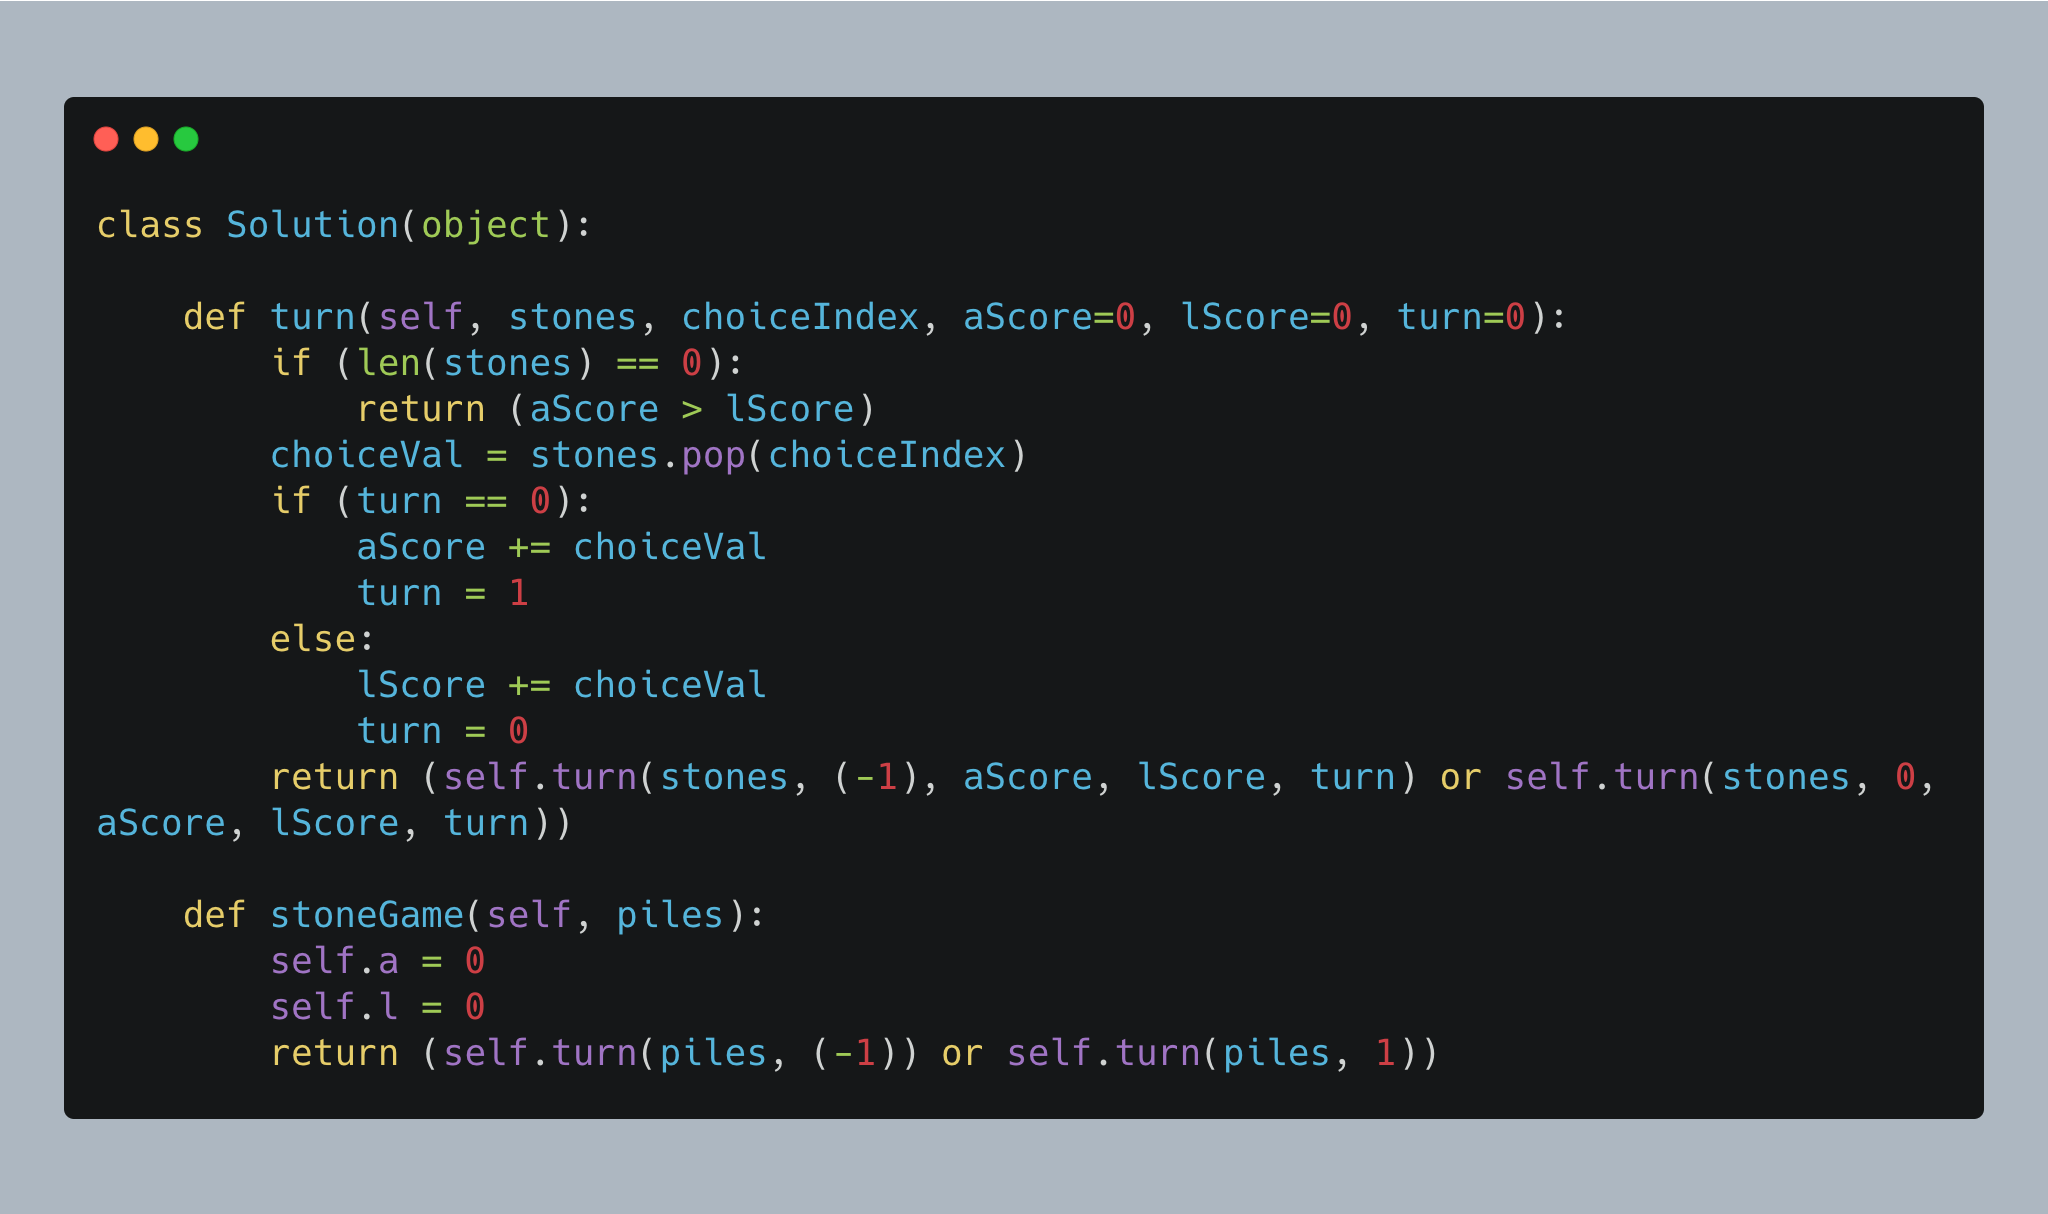 class Solution(object):

    def turn(self, stones, choiceIndex, aScore=0, lScore=0, turn=0):
        if (len(stones) == 0):
            return (aScore > lScore)
        choiceVal = stones.pop(choiceIndex)
        if (turn == 0):
            aScore += choiceVal
            turn = 1
        else:
            lScore += choiceVal
            turn = 0
        return (self.turn(stones, (-1), aScore, lScore, turn) or self.turn(stones, 0,
aScore, lScore, turn))

    def stoneGame(self, piles):
        self.a = 0
        self.l = 0
        return (self.turn(piles, (-1)) or self.turn(piles, 1))